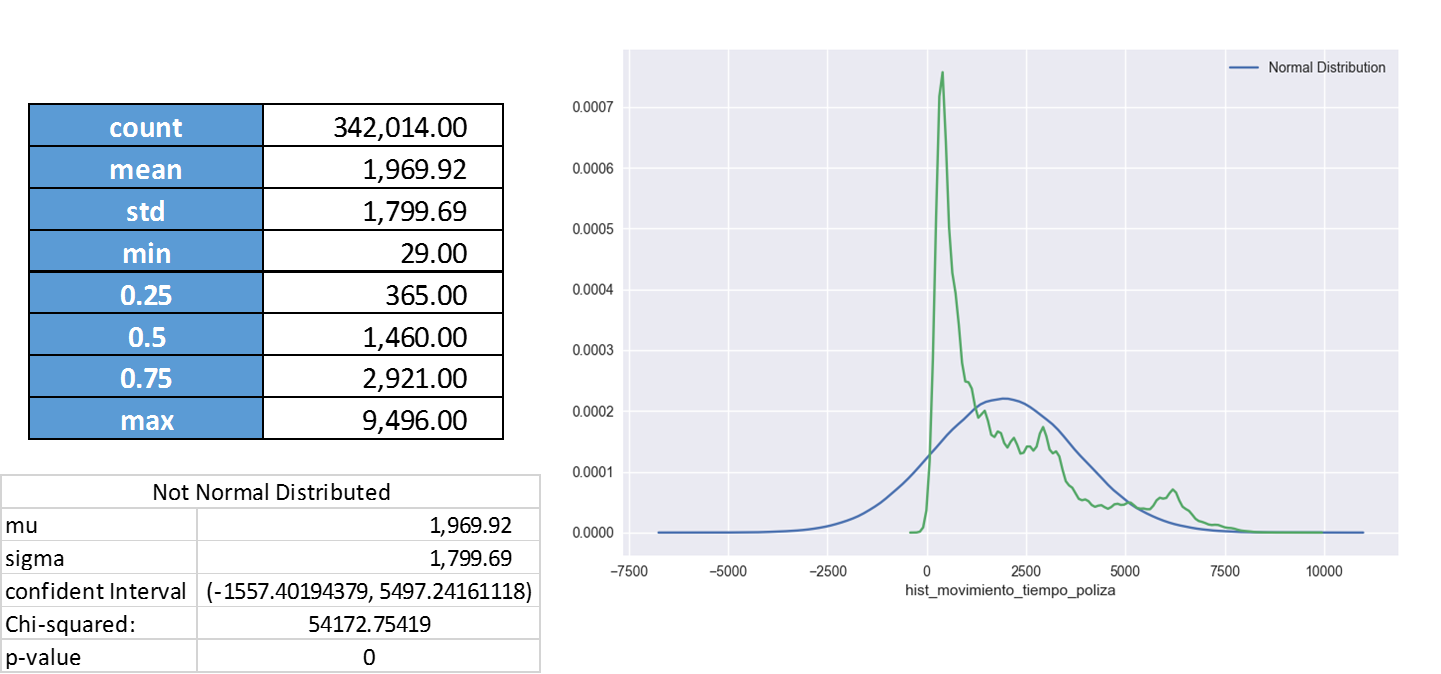 count 342,014.00
mean 1,969.92
std 1,799.69
min 29.00
0.25 365.00
0.5 1,460.00
0.75 2,921.00
max 9,496.00
Not Normal Distributed
mu 1,969.92
sigma 1,799.69
confident Interval (-1557.40194379, 5497.24161118)
Chi-squared: 54172.75419
p-value 0
Normal Distribution
0.0007
0.0006
0.0005
0.0004
0.0003
0.0002
0.0001
0.0000
−7500 −5000 −2500 0 2500 5000 7500 10000
hist_movimiento_tiempo_poliza